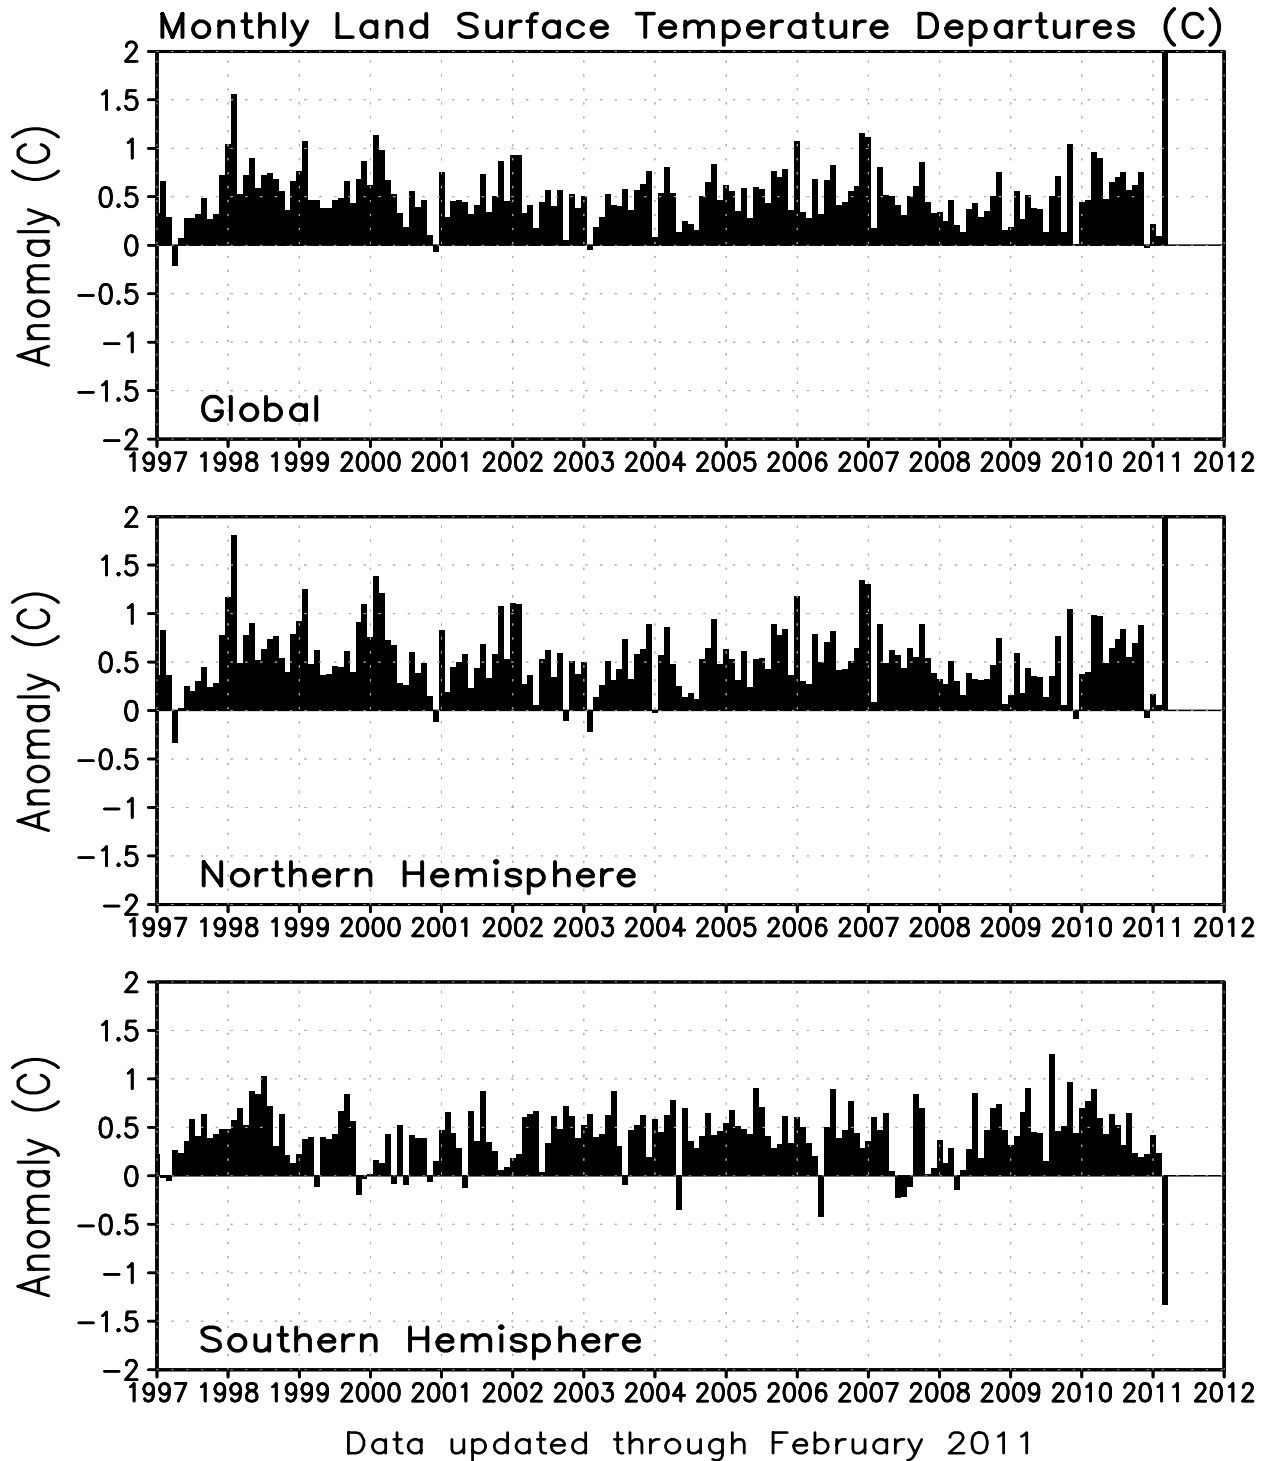 Monthly Land Surface Temperature Departures (C)
Anomaly (C)
2
1.5
1
0.5
0
−0.5
−1
−1.5
−2
Global
1997 1998 1999 2000 2001 2002 2003 2004 2005 2006 2007 2008 2009 2010 2011 2012
Anomaly (C)
2
1.5
1
0.5
0
−0.5
−1
−1.5
−2
Northern Hemisphere
1997 1998 1999 2000 2001 2002 2003 2004 2005 2006 2007 2008 2009 2010 2011 2012
Anomaly (C)
2
1.5
1
0.5
0
−0.5
−1
−1.5
−2
Southern Hemisphere
1997 1998 1999 2000 2001 2002 2003 2004 2005 2006 2007 2008 2009 2010 2011 2012
Data updated through February 2011